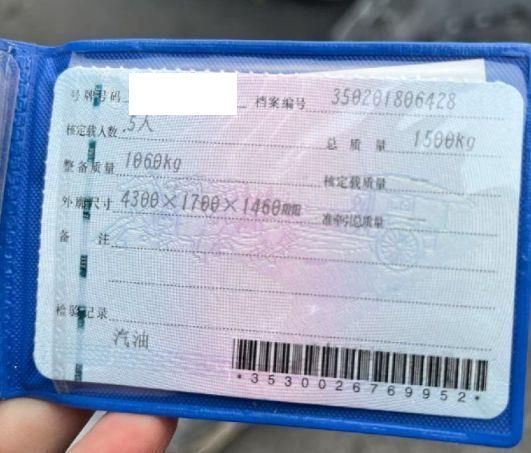 号牌号码 档案编号 350201806428
核定载人数 5人 总质量 1500kg
整备质量 1060kg 核定载质量
外廓尺寸 4300×1700×1460mm 准牵引总质量
备注
检验记录
汽油
*3530026769952*